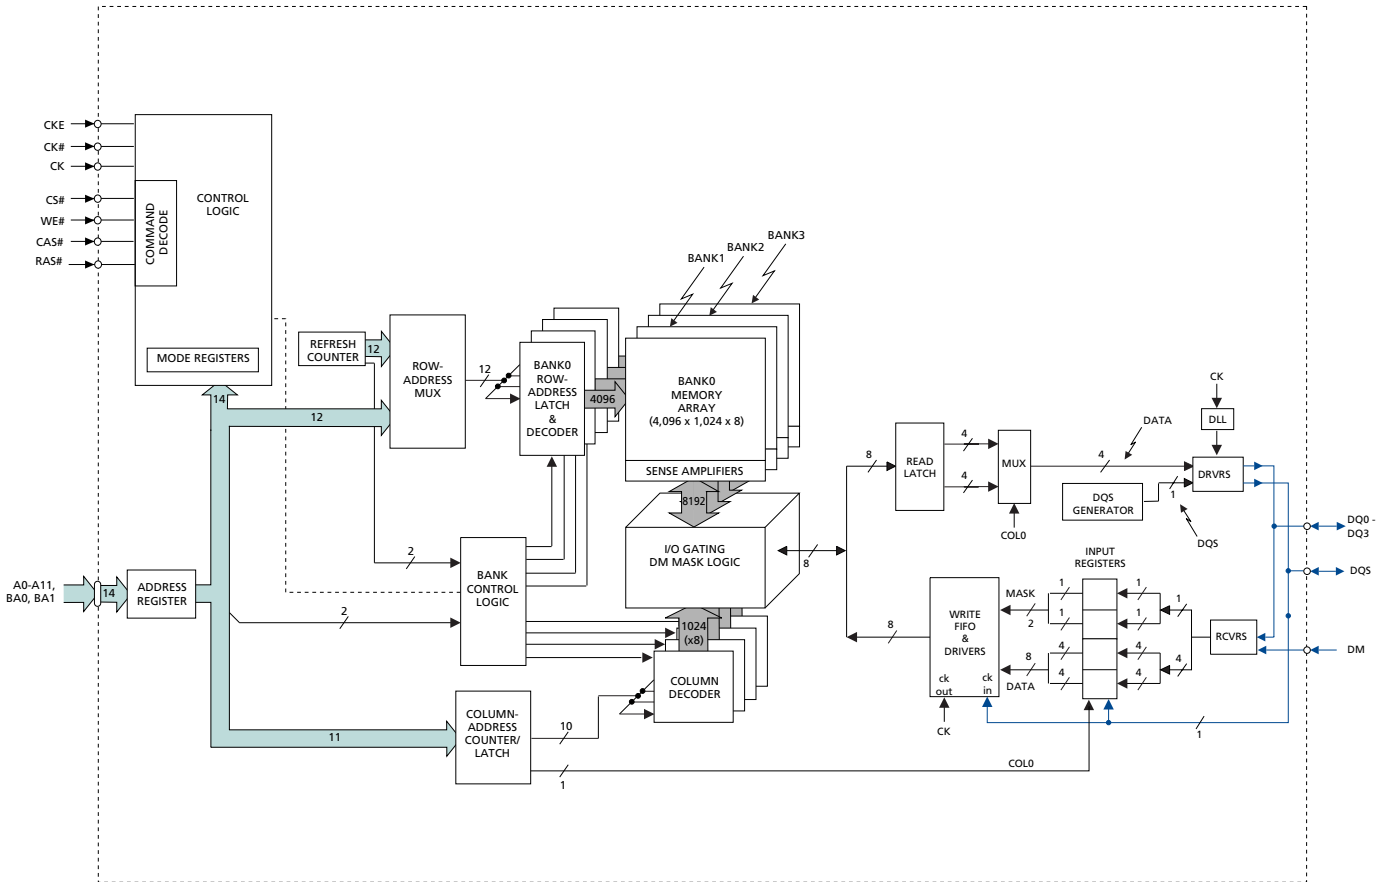 CKE
CK#
CK
CS#
WE#
CAS#
RAS#
COMMAND
DECODE
CONTROL
LOGIC
MODE REGISTERS
14
12
REFRESH
COUNTER
12
ROW-
ADDRESS
MUX
12
BANK0
ROW-
ADDRESS
LATCH
&
DECODER
4096
BANK1
BANK2
BANK3
BANK0
MEMORY
ARRAY
(4,096 x 1,024 x 8)
SENSE AMPLIFIERS
8192
I/O GATING
DM MASK LOGIC
8
A0-A11,
BA0, BA1
14
ADDRESS
REGISTER
2
2
BANK
CONTROL
LOGIC
1024
(x8)
COLUMN
DECODER
11
COLUMN-
ADDRESS
COUNTER/
LATCH
10
1
COL0
8
READ
LATCH
4
4
MUX
COL0
4
DATA
CK
DLL
DRVRS
DQS
GENERATOR
1
DQS
DQ0 -
DQ3
DQS
DM
INPUT
REGISTERS
8
WRITE
FIFO
&
DRIVERS
ck
out
ck
in
CK
MASK
2
8
DATA
1
1
4
4
1
1
4
4
1
4
RCVRS
1